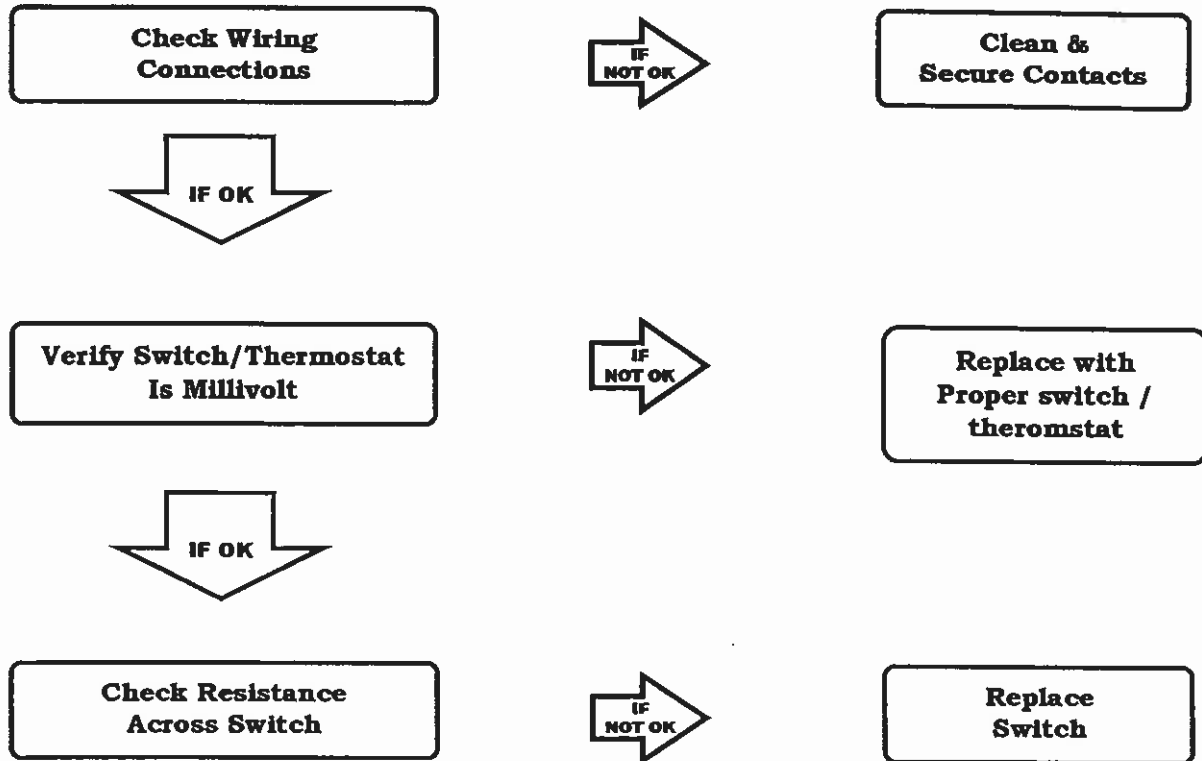 Check Wiring
Connections
IF
NOT OK
Clean &
Secure Contacts
IF OK
Verify Switch/Thermostat
Is Millivolt
IF
NOT OK
Replace with
Proper switch /
theromstat
IF OK
Check Resistance
Across Switch
IF
NOT OK
Replace
Switch